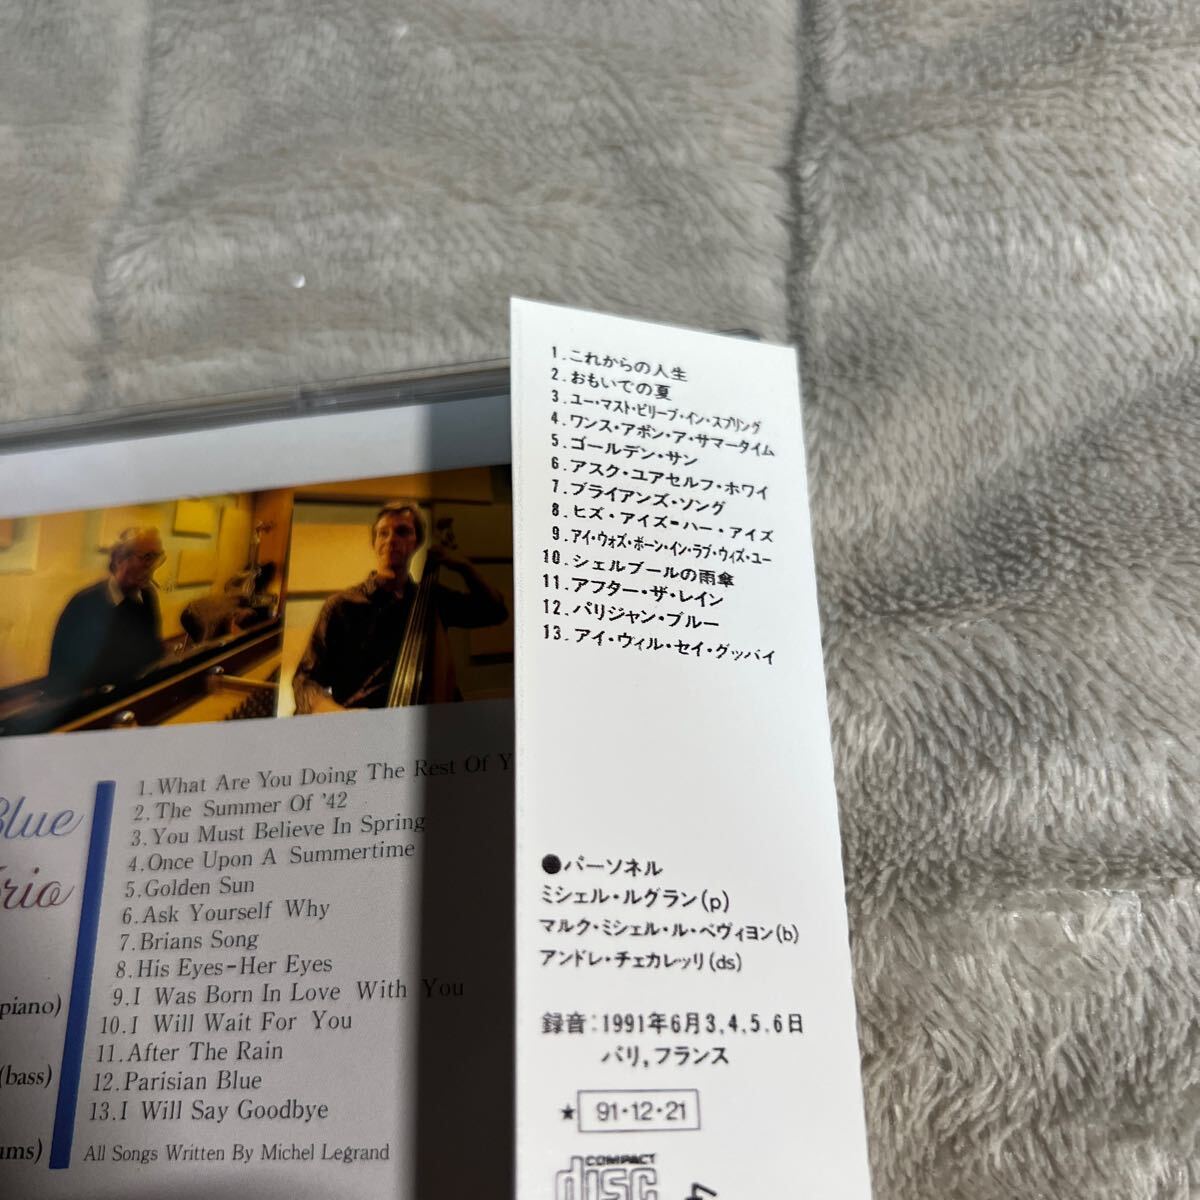 1.これからの人生
2.おもいでの夏
3.ユー・マスト・ビリーブ・イン・スプリング
4.ワンス・アポン・ア・サマータイム
5.ゴールデン・サン
6.アスク・ユアセルフ・ホワイ
7.ブライアンズ・ソング
8.ヒズ・アイズ=ハー・アイズ
9.アイ・ウォズ・ボーン・イン・ラブ・ウィズ・ユー
10.シェルブールの雨傘
11.アフター・ザ・レイン
12.パリジャン・ブルー
13.アイ・ウィル・セイ・グッバイ
●パーソネル
ミシェル・ルグラン(p)
マルク・ミシェル・ル・ベヴィヨン(b)
アンドレ・チェカレッリ(ds)
録音:1991年6月3,4,5,6日
パリ,フランス
★ 91・12・21
COMPACT
disc
Blue
Trio
piano)
(bass)
ums)
1.What Are You Doing The Rest Of Y
2.The Summer Of '42
3.You Must Believe In Spring
4.Once Upon A Summertime
5.Golden Sun
6.Ask Yourself Why
7.Brians Song
8.His Eyes-Her Eyes
9.I Was Born In Love With You
10.I Will Wait For You
11.After The Rain
12.Parisian Blue
13.I Will Say Goodbye
All Songs Written By Michel Legrand